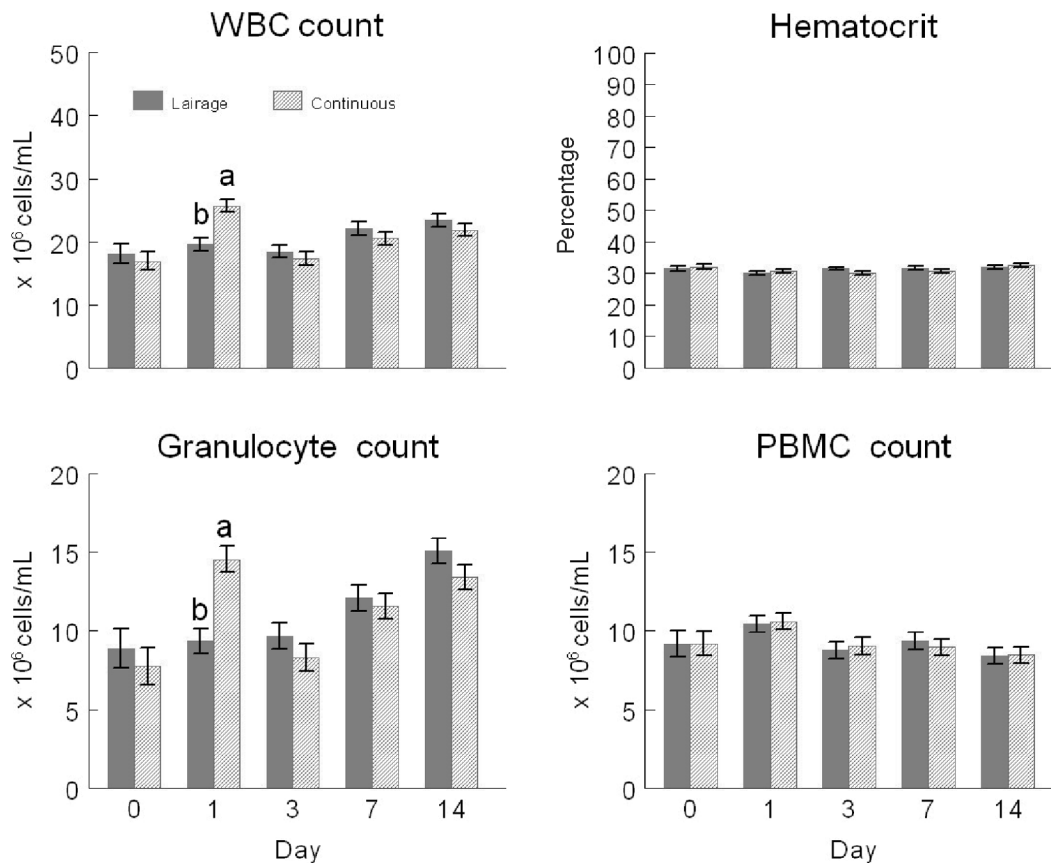 WBC count
50
40
30
20
10
0
x 10⁶ cells/mL
Lairage
Continuous
b
a
Hematocrit
100
90
80
70
60
50
40
30
20
10
0
Percentage
Granulocyte count
20
15
10
5
0
x 10⁶ cells/mL
b
a
0 1 3 7 14
Day
PBMC count
20
15
10
5
0
x 10⁶ cells/mL
0 1 3 7 14
Day